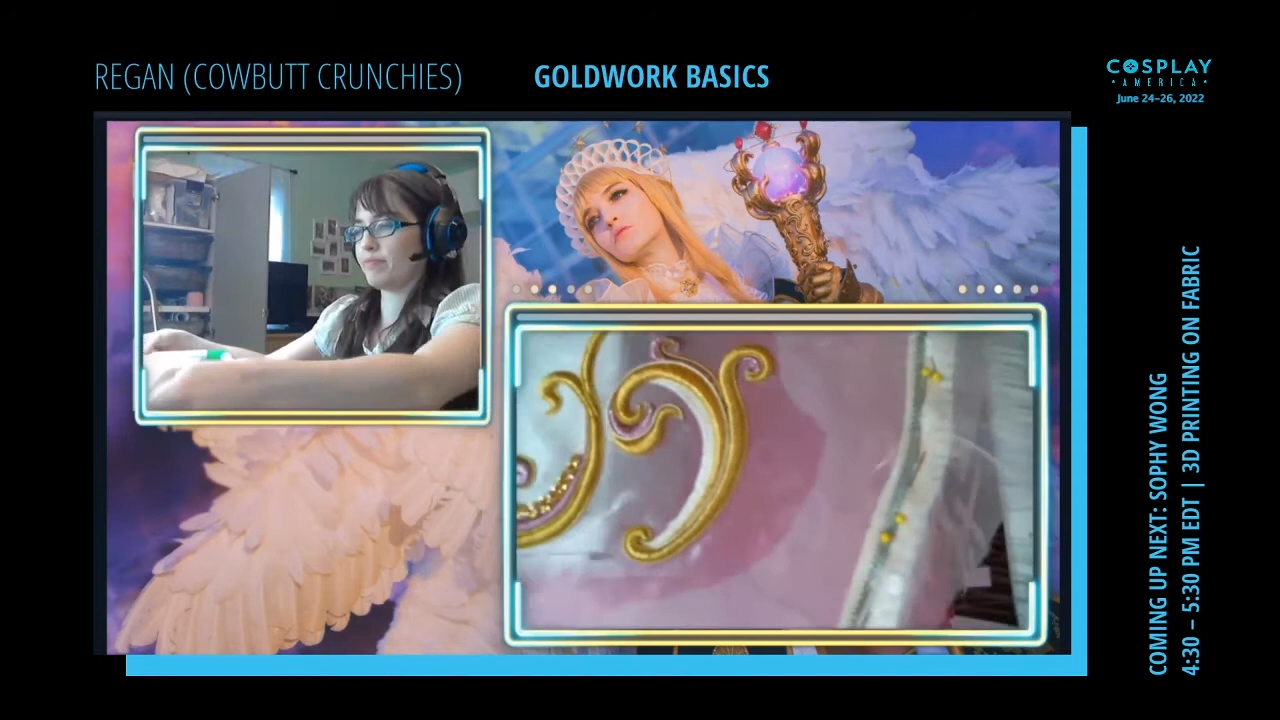 REGAN (COWBUTT CRUNCHIES)
GOLDWORK BASICS
COSPLAY
AMERICA
June 24-26, 2022
COMING UP NEXT: SOPHY WONG
4:30 – 5:30 PM EDT | 3D PRINTING ON FABRIC